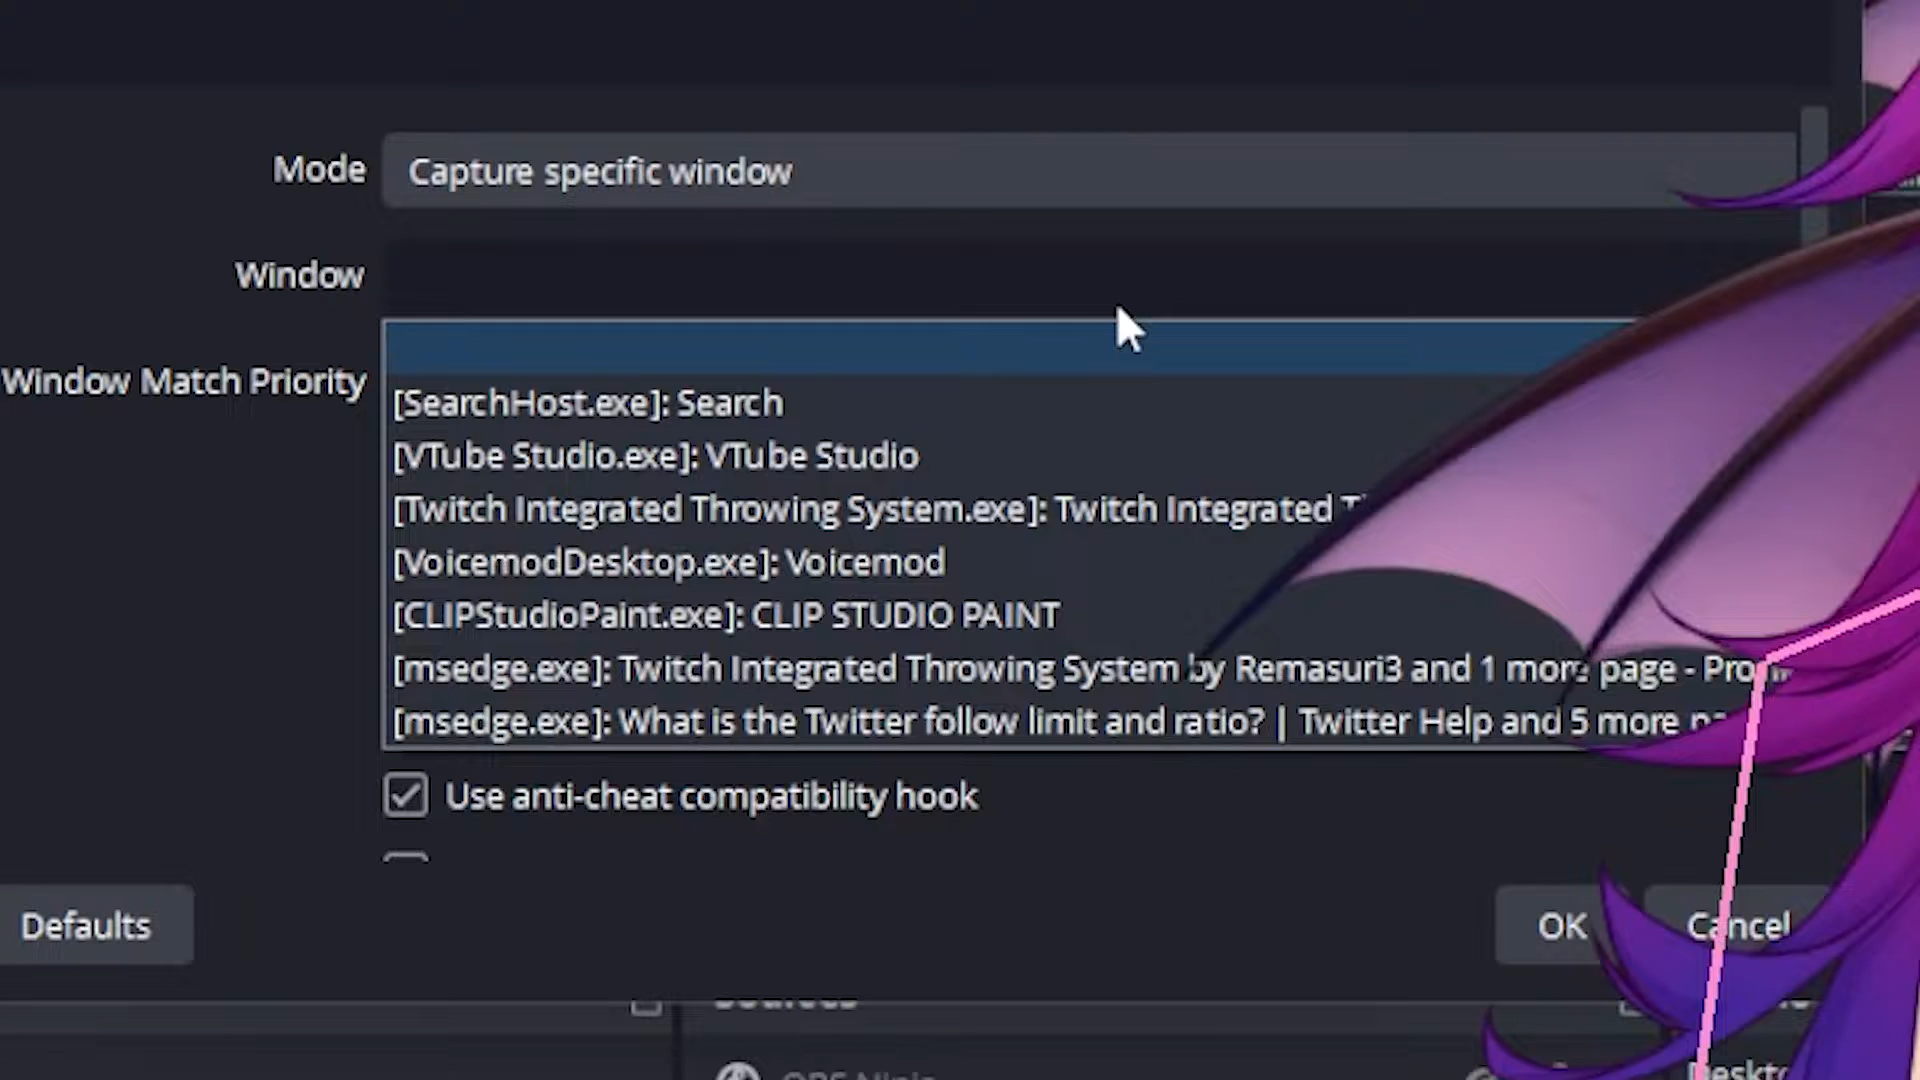 Mode
Capture specific window
Window
Window Match Priority
[SearchHost.exe]: Search
[VTube Studio.exe]: VTube Studio
[Twitch Integrated Throwing System.exe]: Twitch Integrated
[VoicemodDesktop.exe]: Voicemod
[CLIPStudioPaint.exe]: CLIP STUDIO PAINT
[msedge.exe]: Twitch Integrated Throwing System by Remasuri3 and 1 more page - Pro
[msedge.exe]: What is the Twitter follow limit and ratio? | Twitter Help and 5 more
Use anti-cheat compatibility hook
Defaults
OK
Cancel